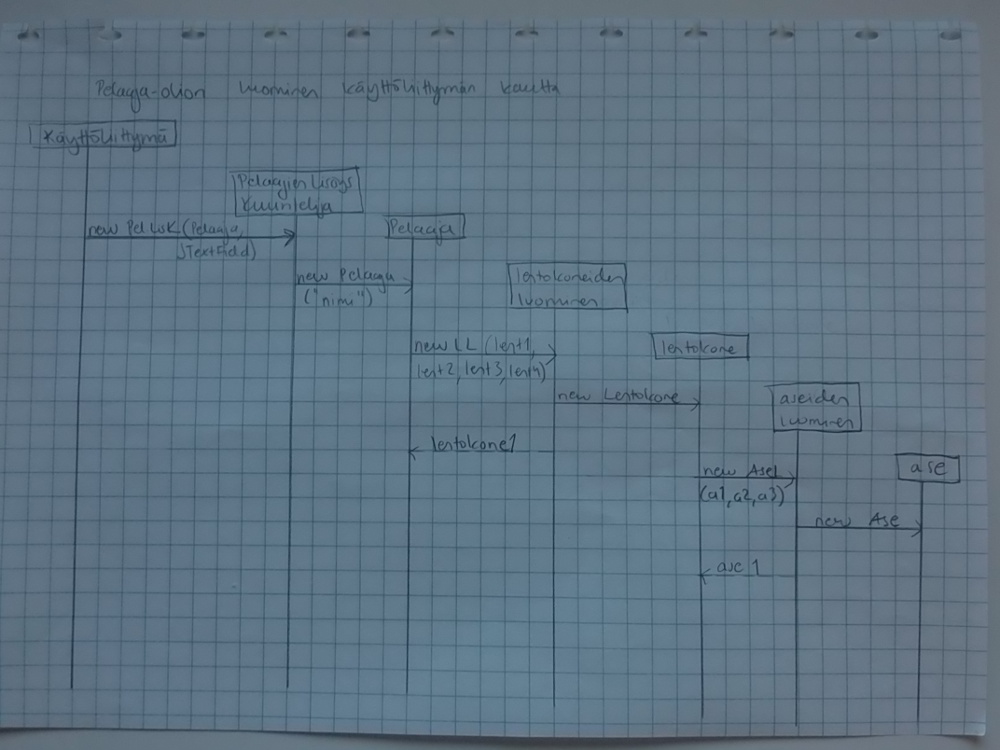 Pelaaja-olion luominen käyttöliittymän kautta
Käyttöliittymä
Pelaajien Lisäys
kuuntelija
new PelLisK (Pelaaja,
JTextField)
Pelaaja
new Pelaaja
("nimi")
lentokoneiden
luominen
new LL (lent1,
lent2, lent3, lent4)
lentokone
new Lentokone
aseiden
luominen
lentokone1
new AseL
(a1, a2, a3)
ase
new Ase
ase 1